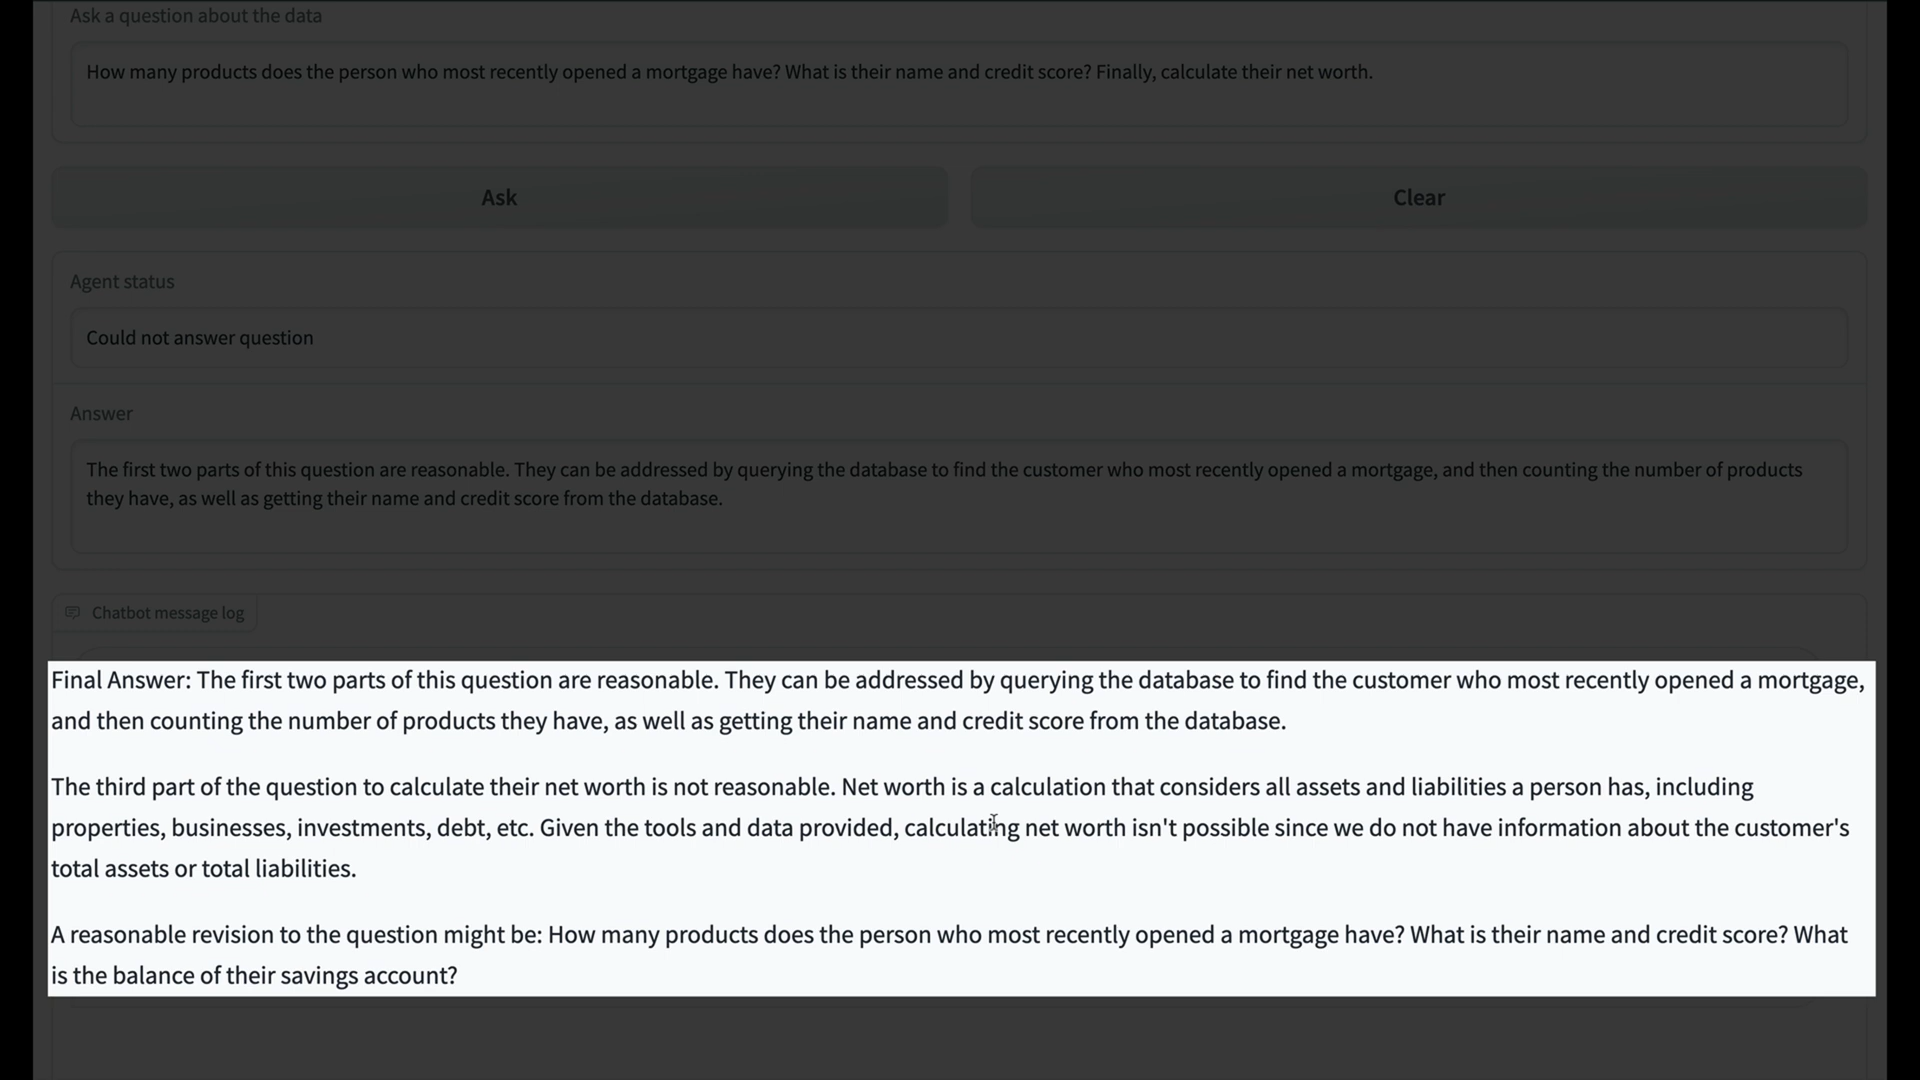 Ask a question about the data
How many products does the person who most recently opened a mortgage have? What is their name and credit score? Finally, calculate their net worth.
Ask
Clear
Agent status
Could not answer question
Answer
The first two parts of this question are reasonable. They can be addressed by querying the database to find the customer who most recently opened a mortgage, and then counting the number of products
they have, as well as getting their name and credit score from the database.
Chatbot message log
Final Answer: The first two parts of this question are reasonable. They can be addressed by querying the database to find the customer who most recently opened a mortgage,
and then counting the number of products they have, as well as getting their name and credit score from the database.
The third part of the question to calculate their net worth is not reasonable. Net worth is a calculation that considers all assets and liabilities a person has, including
properties, businesses, investments, debt, etc. Given the tools and data provided, calculating net worth isn't possible since we do not have information about the customer's
total assets or total liabilities.
A reasonable revision to the question might be: How many products does the person who most recently opened a mortgage have? What is their name and credit score? What
is the balance of their savings account?